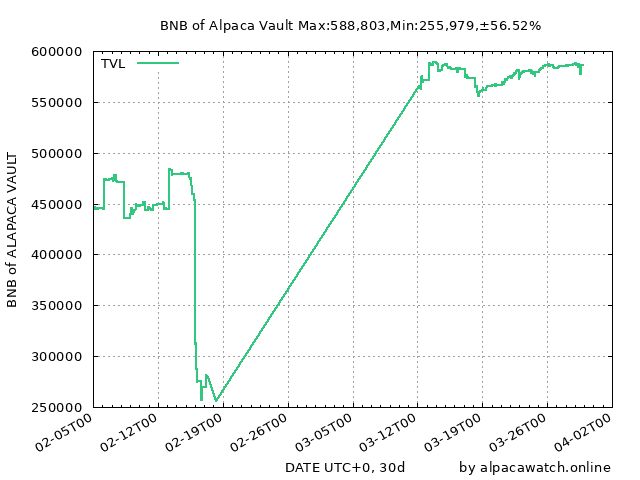 BNB of Alpaca Vault Max:588,803,Min:255,979,±56.52%
TVL
BNB of ALAPACA VAULT
600000
550000
500000
450000
400000
350000
300000
250000
02-05T00
02-12T00
02-19T00
02-26T00
03-05T00
03-12T00
03-19T00
03-26T00
04-02T00
DATE UTC+0, 30d
by alpacawatch.online